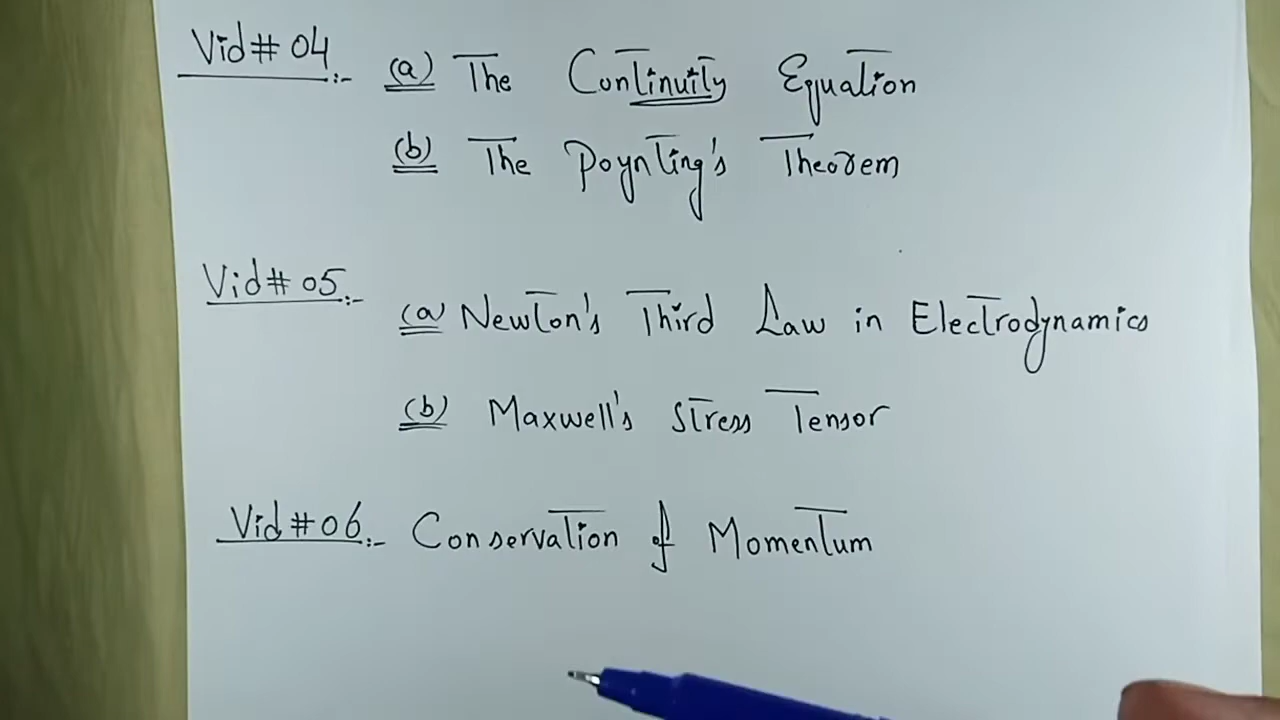 Vid# 04 :- (a) The Continuity Equation
(b) The Poynting's Theorem
Vid# 05 :- (a) Newton's Third Law in Electrodynamics
(b) Maxwell's Stress Tensor
Vid# 06 :- Conservation of Momentum